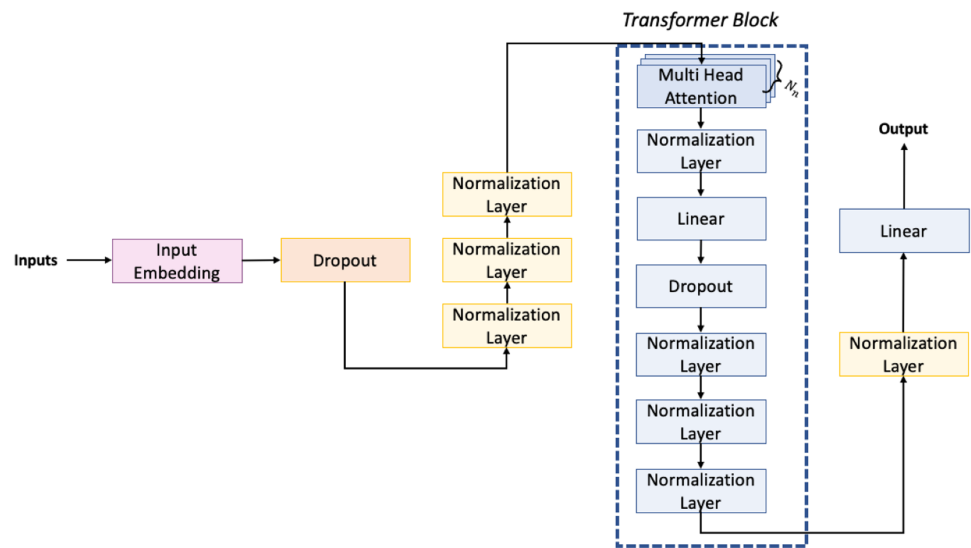 Transformer Block
Multi Head
Attention
Nn
Normalization
Layer
Linear
Dropout
Normalization
Layer
Normalization
Layer
Normalization
Layer
Inputs
Input
Embedding
Dropout
Normalization
Layer
Normalization
Layer
Normalization
Layer
Output
Linear
Normalization
Layer